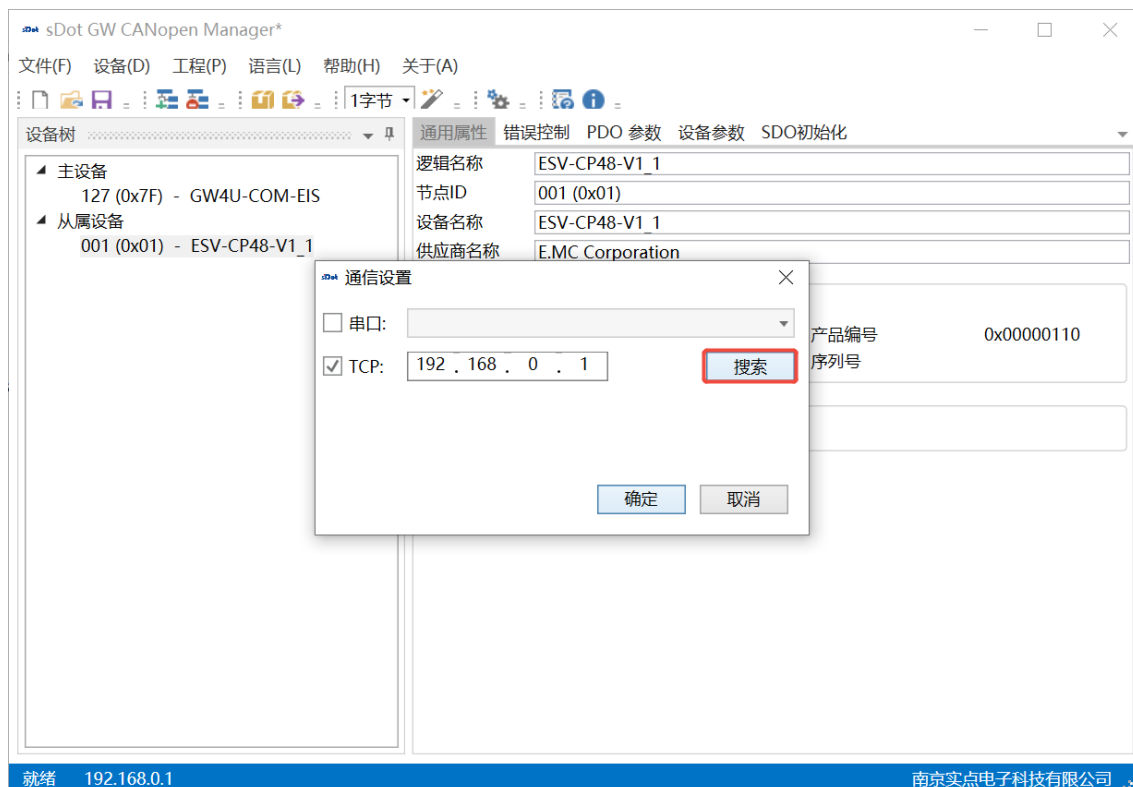 sDot sDot GW CANopen Manager*
文件(F) 设备(D) 工程(P) 语言(L) 帮助(H) 关于(A)
1字节
设备树
通用属性 错误控制 PDO 参数 设备参数 SDO初始化
主设备
127 (0x7F) - GW4U-COM-EIS
从属设备
001 (0x01) - ESV-CP48-V1_1
逻辑名称 ESV-CP48-V1_1
节点ID 001 (0x01)
设备名称 ESV-CP48-V1_1
供应商名称 E.MC Corporation
产品编号 0x00000110
序列号
sDot 通信设置
串口:
TCP: 192 . 168 . 0 . 1 搜索
确定 取消
就绪 192.168.0.1 南京实点电子科技有限公司